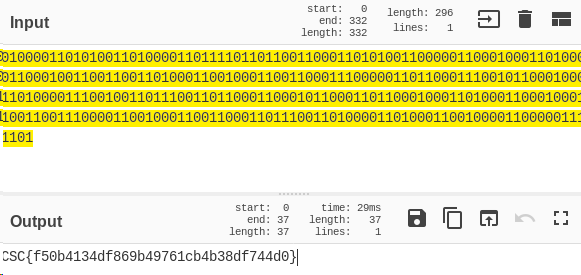 Input
start: 0
end: 332
length: 332
length: 296
lines: 1
0100001101010011010000110111101101100110001101010011000001100010001101000
0110001001100110011010001100100011001100011100000110110001110010110001000
1101000011100100110111001101100011000101100011011000100011010001100010001
1001100111000011001000110011000110111001101000011010001100100001100000111
1101
Output
start: 0
end: 37
length: 37
time: 29ms
length: 37
lines: 1
CSC{f50b4134df869b49761cb4b38df744d0}